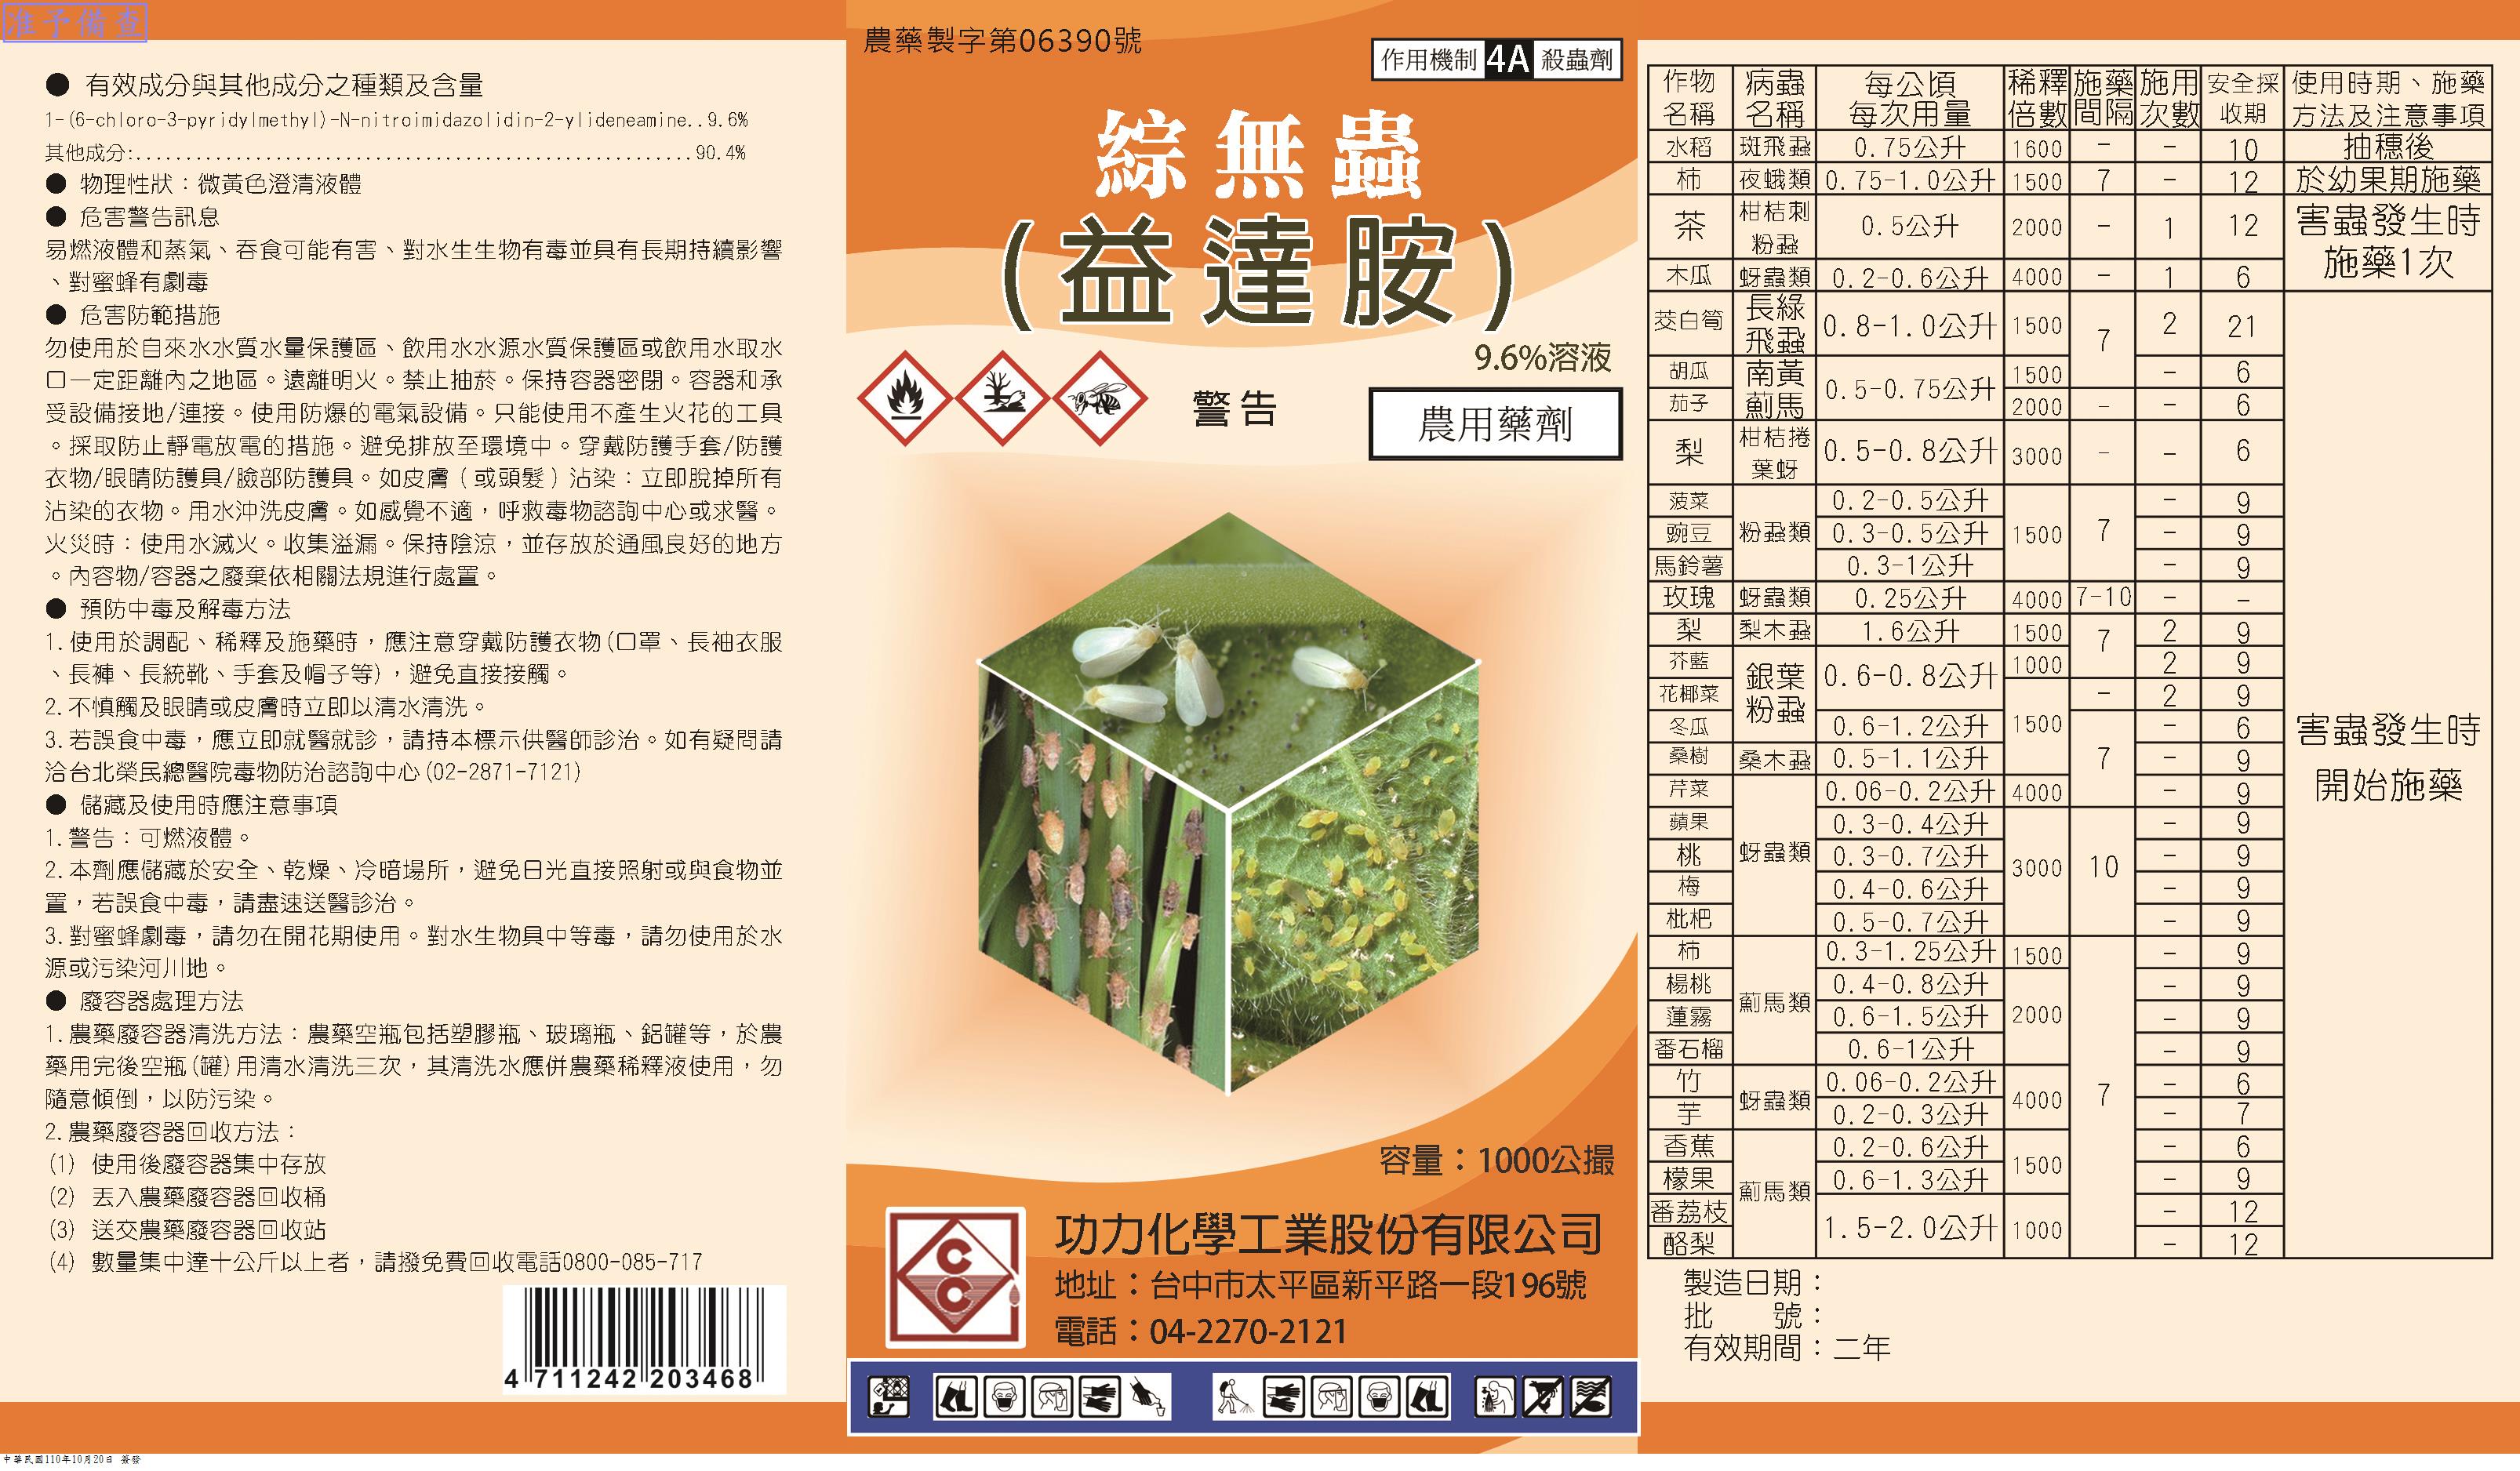 准予備查
● 有效成分與其他成分之種類及含量
1-(6-chloro-3-pyridylmethyl)-N-nitroimidazolidin-2-ylideneamine..9.6%
其他成分:........................................................90.4%
● 物理性狀：微黃色澄清液體
● 危害警告訊息
易燃液體和蒸氣、吞食可能有害、對水生生物有毒並具有長期持續影響
、對蜜蜂有劇毒
● 危害防範措施
勿使用於自來水水質水量保護區、飲用水水源水質保護區或飲用水取水
口一定距離內之地區。遠離明火。禁止抽菸。保持容器密閉。容器和承
受設備接地/連接。使用防爆的電氣設備。只能使用不產生火花的工具
。採取防止靜電放電的措施。避免排放至環境中。穿戴防護手套/防護
衣物/眼睛防護具/臉部防護具。如皮膚（或頭髮）沾染：立即脫掉所有
沾染的衣物。用水沖洗皮膚。如感覺不適，呼救毒物諮詢中心或求醫。
火災時：使用水滅火。收集溢漏。保持陰涼，並存放於通風良好的地方
。內容物/容器之廢棄依相關法規進行處置。
● 預防中毒及解毒方法
1.使用於調配、稀釋及施藥時，應注意穿戴防護衣物(口罩、長袖衣服
、長褲、長統靴、手套及帽子等)，避免直接接觸。
2.不慎觸及眼睛或皮膚時立即以清水清洗。
3.若誤食中毒，應立即就醫就診，請持本標示供醫師診治。如有疑問請
洽台北榮民總醫院毒物防治諮詢中心(02-2871-7121)
● 儲藏及使用時應注意事項
1.警告：可燃液體。
2.本劑應儲藏於安全、乾燥、冷暗場所，避免日光直接照射或與食物並
置，若誤食中毒，請盡速送醫診治。
3.對蜜蜂劇毒，請勿在開花期使用。對水生物具中等毒，請勿使用於水
源或污染河川地。
● 廢容器處理方法
1.農藥廢容器清洗方法：農藥空瓶包括塑膠瓶、玻璃瓶、鋁罐等，於農
藥用完後空瓶(罐)用清水清洗三次，其清洗水應併農藥稀釋液使用，勿
隨意傾倒，以防污染。
2.農藥廢容器回收方法：
(1) 使用後廢容器集中存放
(2) 丟入農藥廢容器回收桶
(3) 送交農藥廢容器回收站
(4) 數量集中達十公斤以上者，請撥免費回收電話0800-085-717
4 711242 203468
農藥製字第06390號
作用機制 4A 殺蟲劑
綜無蟲
(益達胺)
9.6%溶液
警告
農用藥劑
容量：1000公撮
功力化學工業股份有限公司
地址：台中市太平區新平路一段196號
電話：04-2270-2121
作物名稱 病蟲名稱 每公頃每次用量 稀釋倍數 施藥間隔 施用次數 安全採收期 使用時期、施藥方法及注意事項
水稻 斑飛蝨 0.75公升 1600 - - 10 抽穗後
柿 夜蛾類 0.75-1.0公升 1500 7 - 12 於幼果期施藥
茶 柑桔刺粉蝨 0.5公升 2000 - 1 12 害蟲發生時施藥1次
木瓜 蚜蟲類 0.2-0.6公升 4000 - 1 6
茭白筍 長綠飛蝨 0.8-1.0公升 1500 7 2 21
胡瓜 南黃薊馬 0.5-0.75公升 1500 - 6
茄子 2000 - - 6
梨 柑桔捲葉蚜 0.5-0.8公升 3000 - - 6
菠菜 粉蝨類 0.2-0.5公升 1500 7 - 9
豌豆 0.3-0.5公升 - 9
馬鈴薯 0.3-1公升 - 9
玫瑰 蚜蟲類 0.25公升 4000 7-10 - -
梨 梨木蝨 1.6公升 1500 7 2 9
芥藍 銀葉粉蝨 0.6-0.8公升 1000 2 9
花椰菜 1500 - 2 9
冬瓜 0.6-1.2公升 7 - 6 害蟲發生時開始施藥
桑樹 桑木蝨 0.5-1.1公升 - 9
芹菜 蚜蟲類 0.06-0.2公升 4000 - 9
蘋果 0.3-0.4公升 3000 10 - 9
桃 0.3-0.7公升 - 9
梅 0.4-0.6公升 - 9
枇杷 0.5-0.7公升 - 9
柿 薊馬類 0.3-1.25公升 1500 7 - 9
楊桃 0.4-0.8公升 2000 - 9
蓮霧 0.6-1.5公升 - 9
番石榴 0.6-1公升 - 9
竹 蚜蟲類 0.06-0.2公升 4000 - 6
芋 0.2-0.3公升 - 7
香蕉 薊馬類 0.2-0.6公升 1500 - 6
檬果 0.6-1.3公升 - 9
番荔枝 1.5-2.0公升 1000 - 12
酪梨 - 12
製造日期：
批　　號：
有效期間：二年
中華民國110年10月20日 簽發